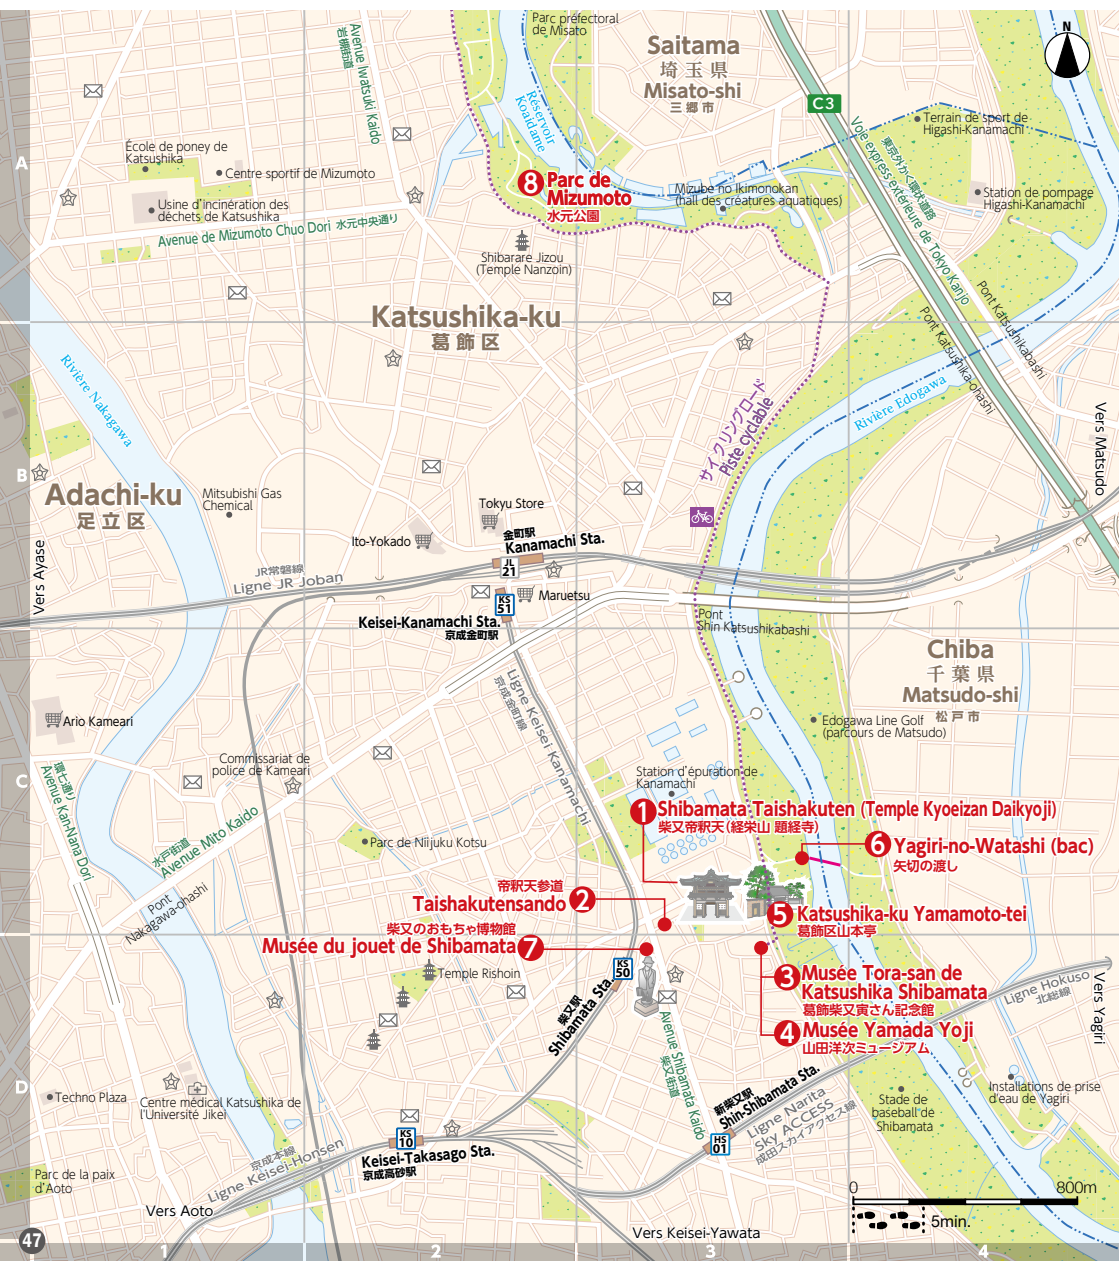 Parc préfectoral
de Misato
Saitama
埼玉県
Misato-shi
三郷市
N
C3
Avenue Iwatsuki Kaido
岩槻街道
Réservoir
Koaidame
Voie express extérieure de Tokyo Kanjo
東京外かく環状道路
Terrain de sport de
Higashi-Kanamachi
A
École de poney de
Katsushika
Centre sportif de Mizumoto
8 Parc de
Mizumoto
水元公園
Mizube no Ikimonokan
(hall des créatures aquatiques)
Station de pompage
Higashi-Kanamachi
Usine d'incinération des
déchets de Katsushika
Avenue de Mizumoto Chuo Dori 水元中央通り
Shibarare Jizou
(Temple Nanzoin)
Katsushika-ku
葛飾区
Pont Katsushikabashi
Pont Katsushika-ohashi
Rivière Nakagawa
Rivière Edogawa
サイクリングロード
Piste cyclable
Vers Matsudo
B
Adachi-ku
足立区
Mitsubishi Gas
Chemical
Tokyu Store
Ito-Yokado
金町駅
Kanamachi Sta.
JL
21
Vers Ayase
JR常磐線
Ligne JR Joban
KS
51
Maruetsu
Keisei-Kanamachi Sta.
京成金町駅
Pont
Shin Katsushikabashi
Chiba
千葉県
Matsudo-shi
松戸市
Ligne Keisei Kanamachi
京成金町線
Ario Kameari
Edogawa Line Golf
(parcours de Matsudo)
C
環七通り
Avenue Kan-Nana Dori
Commissariat de
police de Kameari
Station d'épuration de
Kanamachi
1 Shibamata Taishakuten (Temple Kyoeizan Daikyoji)
柴又帝釈天(経栄山 題経寺)
水戸街道
Avenue Mito Kaido
Parc de Niijuku Kotsu
6 Yagiri-no-Watashi (bac)
矢切の渡し
Pont
Nakagawa-ohashi
帝釈天参道
Taishakutensando 2
5 Katsushika-ku Yamamoto-tei
葛飾区山本亭
柴又のおもちゃ博物館
Musée du jouet de Shibamata 7
KS
50
Temple Rishoin
3 Musée Tora-san de
Katsushika Shibamata
葛飾柴又寅さん記念館
Ligne Hokuso
北総線
Vers Yagiri
柴又駅
Shibamata Sta.
4 Musée Yamada Yoji
山田洋次ミュージアム
Avenue Shibamata Kaido
柴又街道
D
Techno Plaza
Centre médical Katsushika de
l'Université Jikei
新柴又駅
Shin-Shibamata Sta.
Ligne Narita
Sky ACCESS
成田スカイアクセス線
Stade de
baseball de
Shibamata
Installations de prise
d'eau de Yagiri
HS
01
KS
10
Keisei-Takasago Sta.
京成高砂駅
京成本線
Ligne Keisei-Honsen
Parc de la paix
d'Aoto
Vers Aoto
Vers Keisei-Yawata
0
800m
5min.
47
1
2
3
4